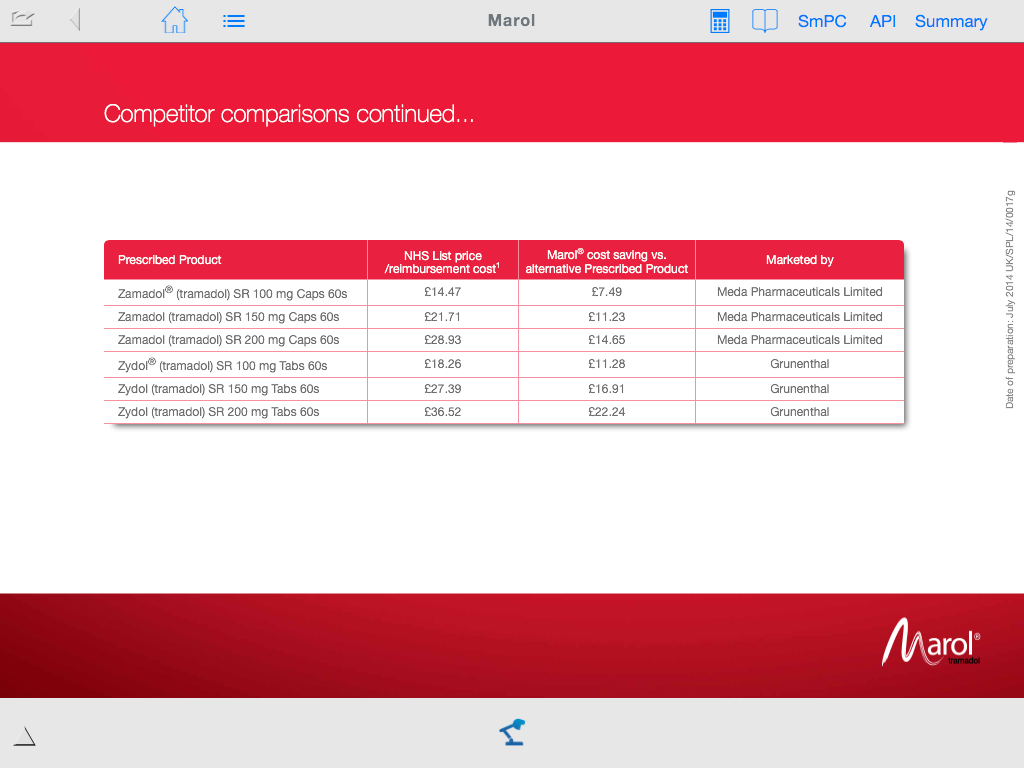 Marol
SmPC
API
Summary
Competitor comparisons continued...
Prescribed Product
NHS List price
/reimbursement cost¹
Marol® cost saving vs.
alternative Prescribed Product
Marketed by
Zamadol® (tramadol) SR 100 mg Caps 60s £14.47 £7.49 Meda Pharmaceuticals Limited
Zamadol (tramadol) SR 150 mg Caps 60s £21.71 £11.23 Meda Pharmaceuticals Limited
Zamadol (tramadol) SR 200 mg Caps 60s £28.93 £14.65 Meda Pharmaceuticals Limited
Zydol® (tramadol) SR 100 mg Tabs 60s £18.26 £11.28 Grunenthal
Zydol (tramadol) SR 150 mg Tabs 60s £27.39 £16.91 Grunenthal
Zydol (tramadol) SR 200 mg Tabs 60s £36.52 £22.24 Grunenthal
Date of preparation: July 2014 UK/SPL/14/0017g
Marol®
tramadol